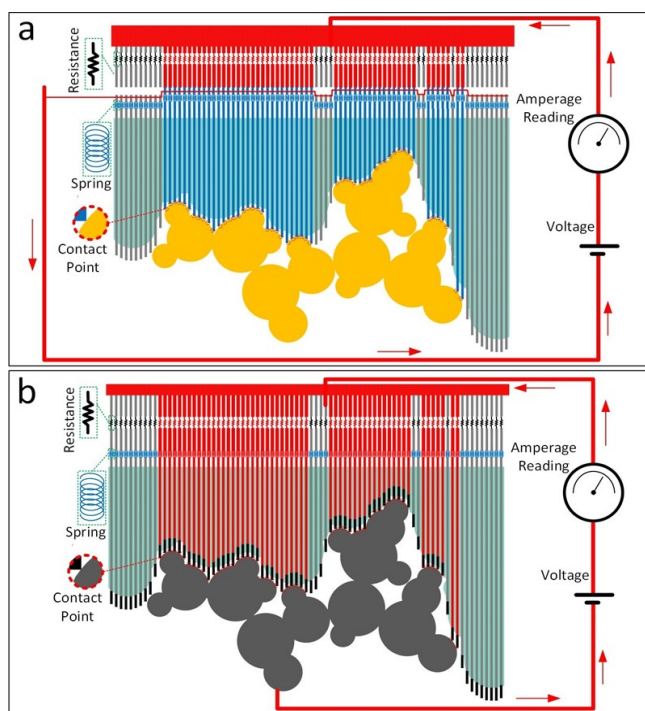 a
Resistance
Spring
Contact
Point
Amperage
Reading
Voltage
b
Resistance
Spring
Contact
Point
Amperage
Reading
Voltage